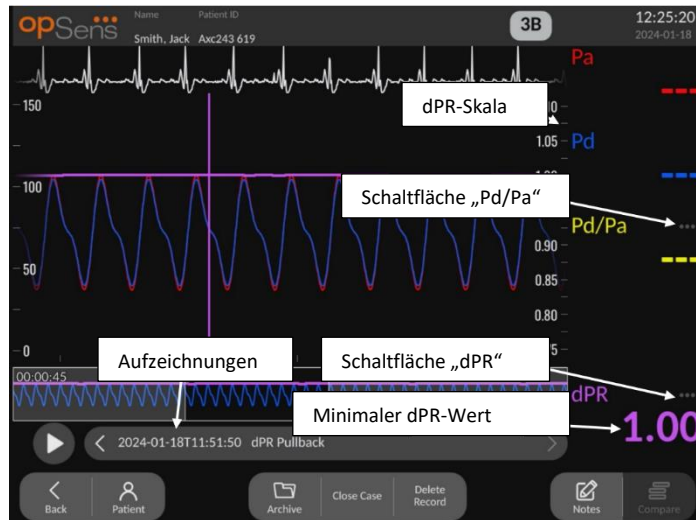 opSens
Name
Patient ID
Smith, Jack
Axc243 619
3B
12:25:20
2024-01-18
Pa
150
dPR-Skala
1.05
Pd
100
Schaltfläche „Pd/Pa“
Pd/Pa
0.90
50
0.85
0.80
0
Aufzeichnungen
Schaltfläche „dPR“
00:00:45
dPR
Minimaler dPR-Wert
1.00
2024-01-18T11:51:50 dPR Pullback
Back
Patient
Archive
Close Case
Delete
Record
Notes
Compare